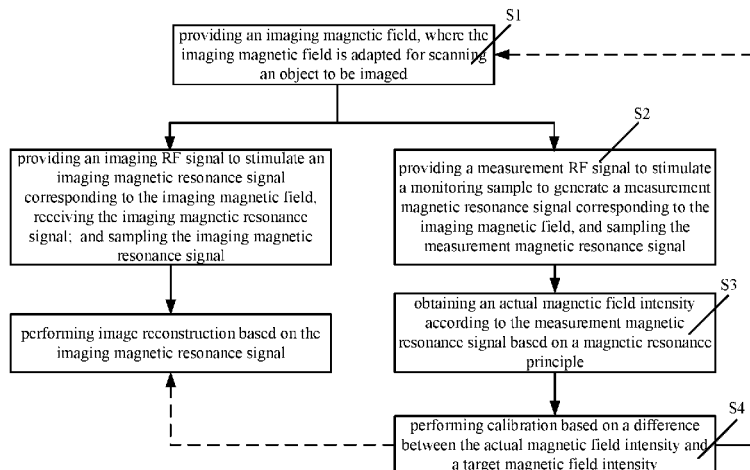 S1
providing an imaging magnetic field, where the
imaging magnetic field is adapted for scanning
an object to be imaged
S2
providing an imaging RF signal to stimulate an
imaging magnetic resonance signal
corresponding to the imaging magnetic field,
receiving the imaging magnetic resonance
signal; and sampling the imaging magnetic
resonance signal
providing a measurement RF signal to stimulate
a monitoring sample to generate a measurement
magnetic resonance signal corresponding to the
imaging magnetic field, and sampling the
measurement magnetic resonance signal
S3
performing image reconstruction based on the
imaging magnetic resonance signal
obtaining an actual magnetic field intensity
according to the measurement magnetic
resonance signal based on a magnetic resonance
principle
S4
performing calibration based on a difference
between the actual magnetic field intensity and
a target magnetic field intensity